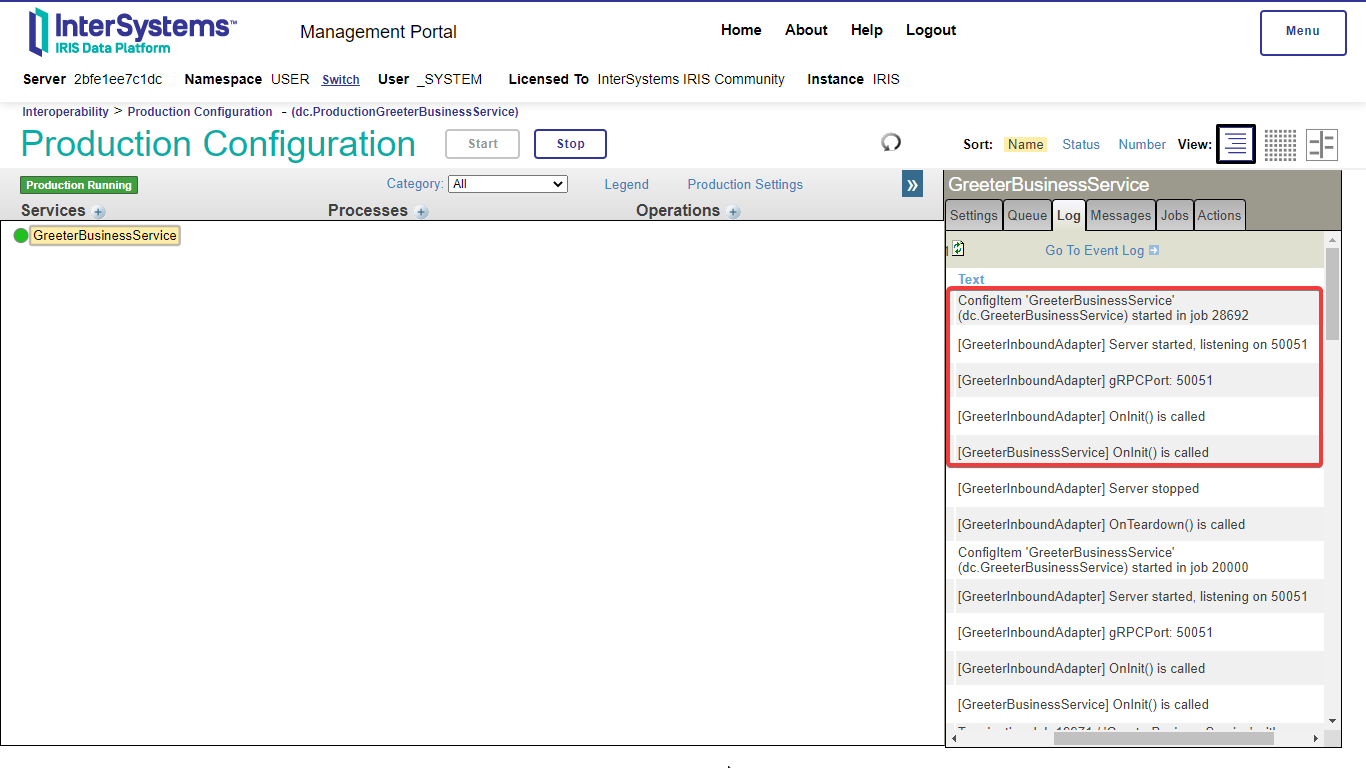 InterSystems™
IRIS Data Platform
Management Portal
Home About Help Logout
Menu
Server 2bfe1ee7c1dc Namespace USER Switch User _SYSTEM Licensed To InterSystems IRIS Community Instance IRIS
Interoperability > Production Configuration - (dc.ProductionGreeterBusinessService)
Production Configuration
Start
Stop
Sort: Name Status Number View:
Production Running
Category: All
Legend
Production Settings
»
Services
Processes
Operations
GreeterBusinessService
GreeterBusinessService
Settings Queue Log Messages Jobs Actions
Go To Event Log
Text
ConfigItem 'GreeterBusinessService'
(dc.GreeterBusinessService) started in job 28692
[GreeterInboundAdapter] Server started, listening on 50051
[GreeterInboundAdapter] gRPCPort: 50051
[GreeterInboundAdapter] OnInit() is called
[GreeterBusinessService] OnInit() is called
[GreeterInboundAdapter] Server stopped
[GreeterInboundAdapter] OnTeardown() is called
ConfigItem 'GreeterBusinessService'
(dc.GreeterBusinessService) started in job 20000
[GreeterInboundAdapter] Server started, listening on 50051
[GreeterInboundAdapter] gRPCPort: 50051
[GreeterInboundAdapter] OnInit() is called
[GreeterBusinessService] OnInit() is called